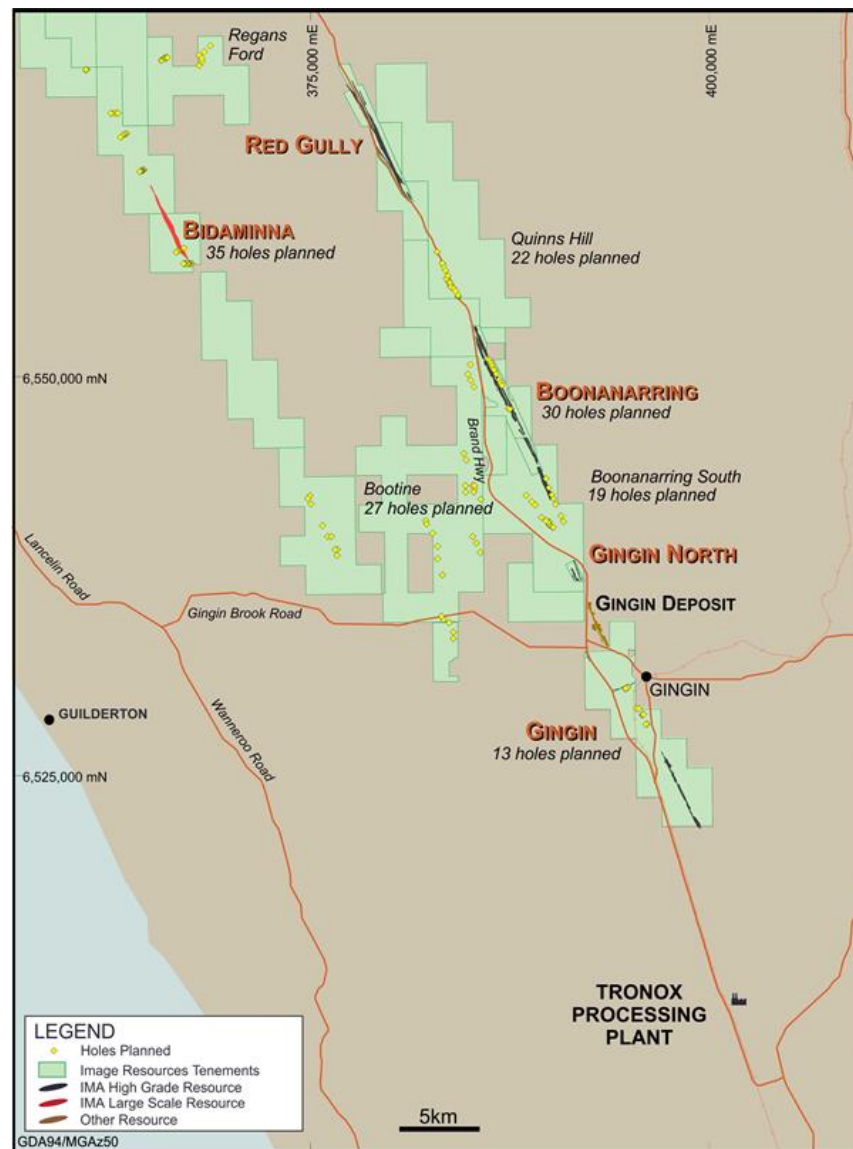 Regans
Ford
375,000 mE
400,000 mE
RED GULLY
BIDAMINNA
35 holes planned
Quinns Hill
22 holes planned
6,550,000 mN
BOONANARRING
30 holes planned
Brand Hwy
Bootine
27 holes planned
Boonanarring South
19 holes planned
Lancelin Road
GINGIN NORTH
GINGIN DEPOSIT
Gingin Brook Road
GINGIN
GUILDERTON
Wanneroo Road
GINGIN
13 holes planned
6,525,000 mN
TRONOX
PROCESSING
PLANT
LEGEND
Holes Planned
Image Resources Tenements
IMA High Grade Resource
IMA Large Scale Resource
Other Resource
5km
GDA94/MGAz50